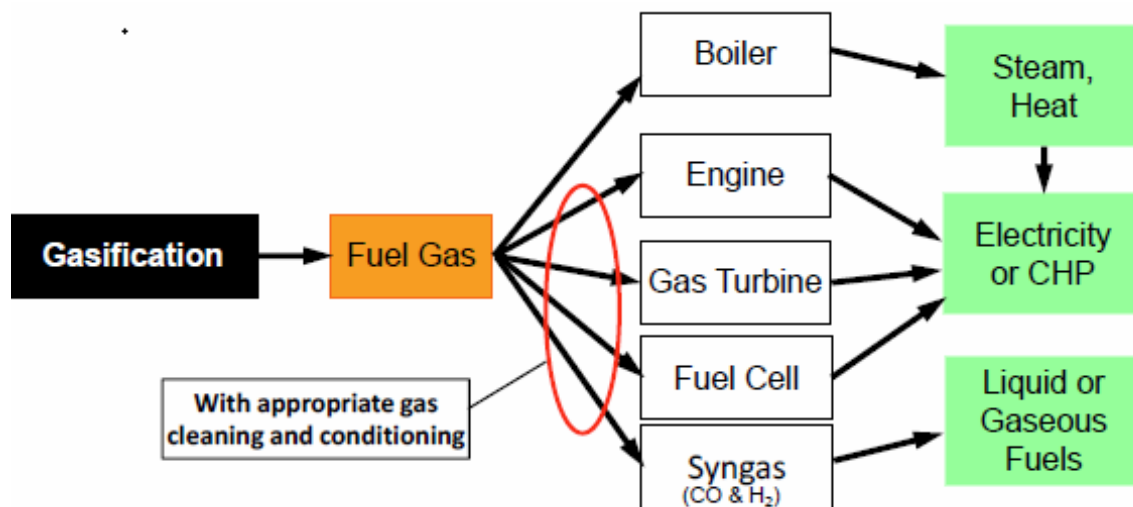 Gasification
Fuel Gas
With appropriate gas
cleaning and conditioning
Boiler
Engine
Gas Turbine
Fuel Cell
Syngas
(CO & H₂)
Steam,
Heat
Electricity
or CHP
Liquid or
Gaseous
Fuels